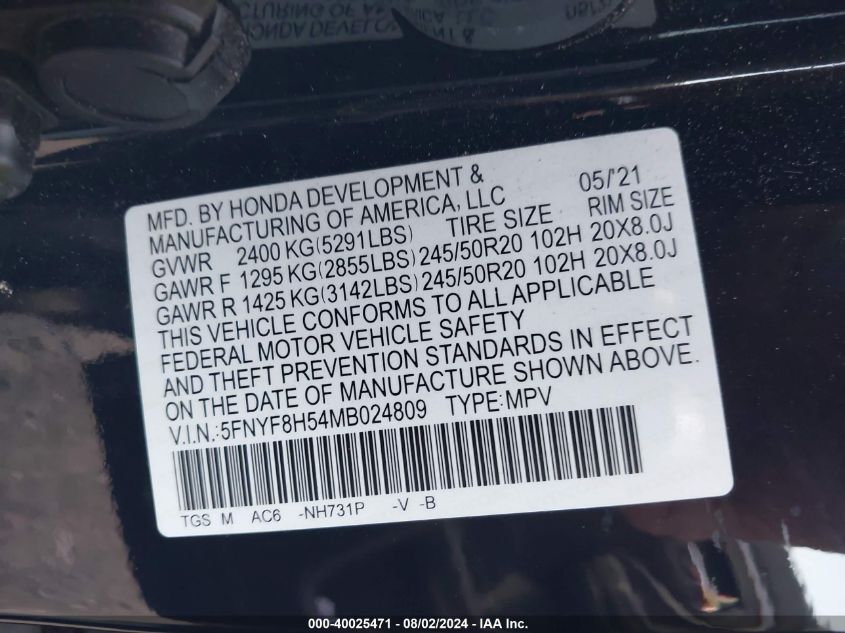 MFD. BY HONDA DEVELOPMENT &
MANUFACTURING OF AMERICA, LLC 05/'21
GVWR 2400 KG(5291LBS) TIRE SIZE RIM SIZE
GAWR F 1295 KG(2855LBS) 245/50R20 102H 20X8.0J
GAWR R 1425 KG(3142LBS) 245/50R20 102H 20X8.0J
THIS VEHICLE CONFORMS TO ALL APPLICABLE
FEDERAL MOTOR VEHICLE SAFETY
AND THEFT PREVENTION STANDARDS IN EFFECT
ON THE DATE OF MANUFACTURE SHOWN ABOVE.
V.I.N.:5FNYF8H54MB024809 TYPE:MPV
TGS M AC6 -NH731P -V -B
000-40025471 - 08/02/2024 - IAA Inc.